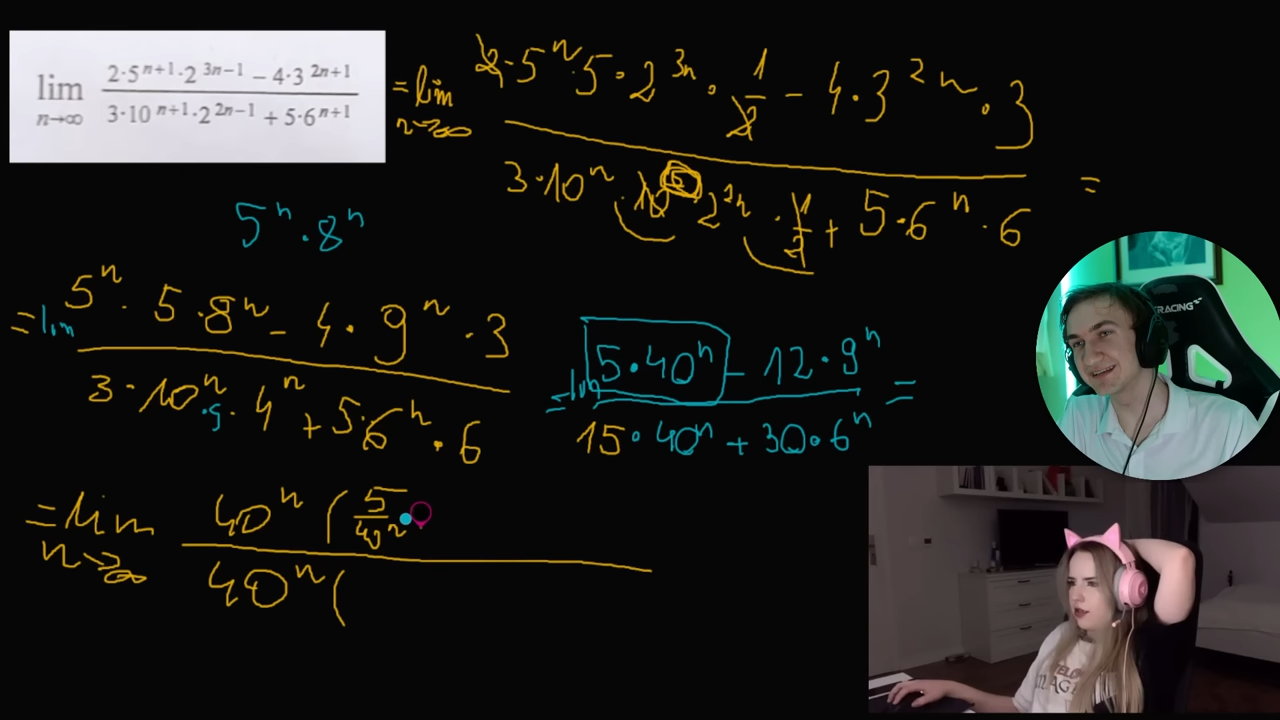 lim n→∞ (2·5^{n+1}·2^{3n−1} − 4·3^{2n+1}) / (3·10^{n+1}·2^{2n−1} + 5·6^{n+1})
= lim n→∞ (2·5^n·5·2^{3n}·1/2 − 4·3^{2n}·3) / (3·10^n·10 5 2^{2n}·1/2 + 5·6^n·6) =
5^n·8^n
= lim (5^n·5·8^n − 4·9^n·3) / (3·10^n·5·4^n + 5·6^n·6)
= lim (5·40^n − 12·9^n) / (15·40^n + 30·6^n) =
= lim n→∞ 40^n (5/40^n / 40^n (
RACING